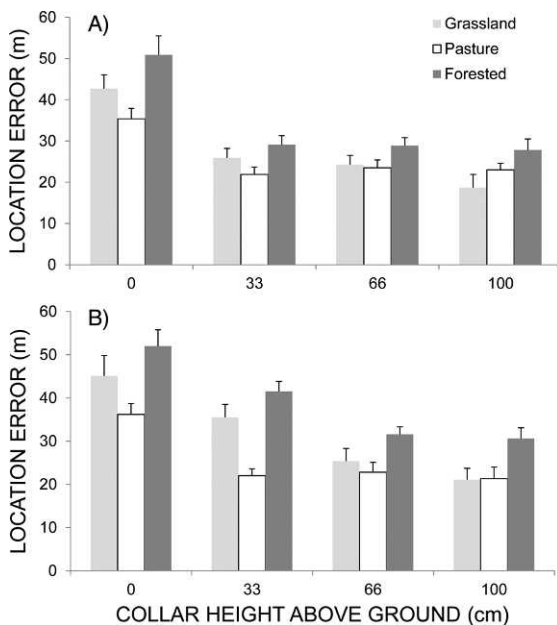 A)
Grassland
Pasture
Forested
LOCATION ERROR (m)
60
50
40
30
20
10
0
0 33 66 100
B)
LOCATION ERROR (m)
60
50
40
30
20
10
0
0 33 66 100
COLLAR HEIGHT ABOVE GROUND (cm)